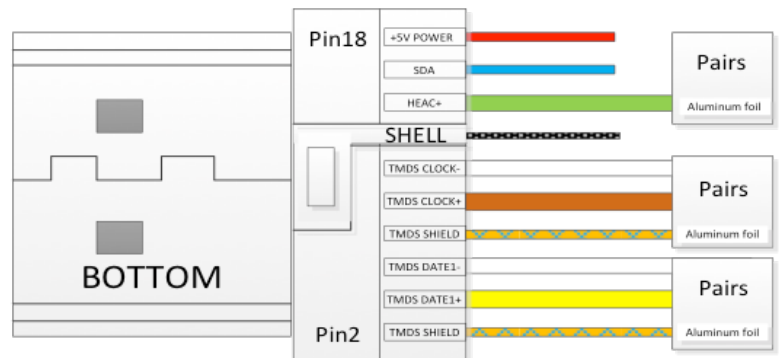 Pin18
+5V POWER
SDA
HEAC+
Pairs
Aluminum foil
SHELL
TMDS CLOCK-
TMDS CLOCK+
TMDS SHIELD
Pairs
Aluminum foil
BOTTOM
TMDS DATE1-
TMDS DATE1+
TMDS SHIELD
Pin2
Pairs
Aluminum foil